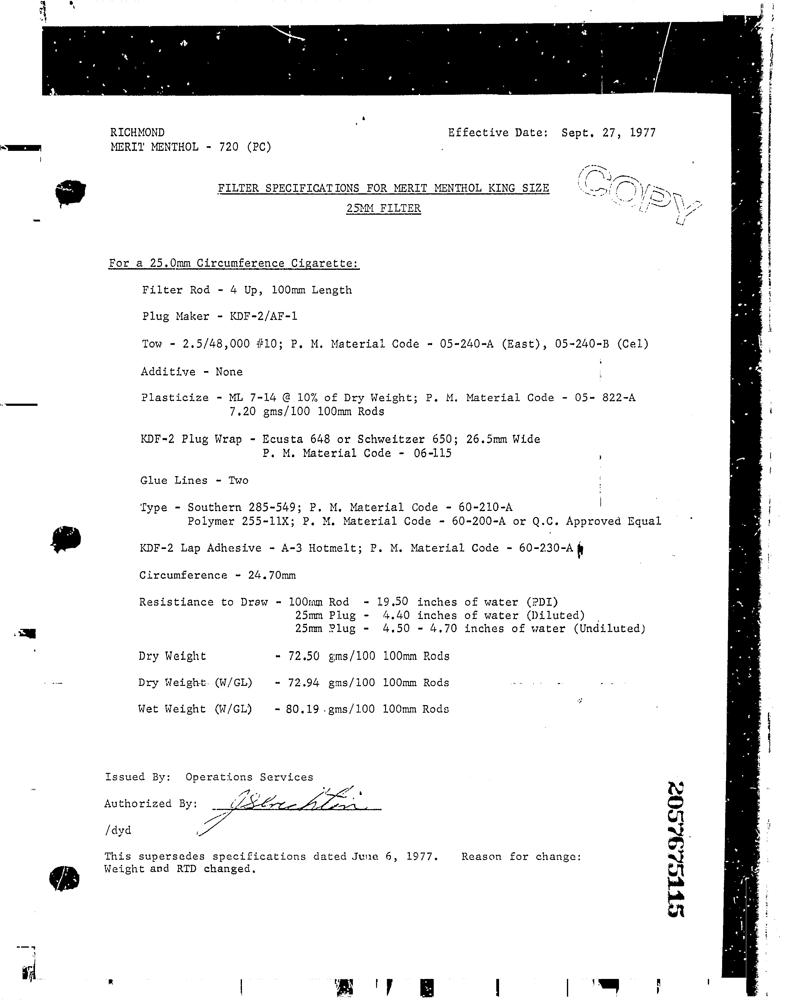 RICHMOND
MERIT MENTHOL - 720 (PC)
Effective Date: Sept. 27, 1977
COPY
FILTER SPECIFICATIONS FOR MERIT MENTHOL KING SIZE
25MM FILTER
For a 25.0mm Circumference Cigarette:
Filter Rod - 4 Up, 100mm Length
Plug Maker - KDF-2/AF-1
Tow - 2.5/48,000 #10; P. M. Material Code - 05-240-A (East), 05-240-B (Cel)
Additive - None
Plasticize - ML 7-14 @ 10% of Dry Weight; P. M. Material Code - 05- 822-A
7.20 gms/100 100mm Rods
KDF-2 Plug Wrap - Ecusta 648 or Schweitzer 650; 26.5mm Wide
P. M. Material Code - 06-115
Glue Lines - Two
Type - Southern 285-549; P. M. Material Code - 60-210-A
Polymer 255-11X; P. M. Material Code - 60-200-A or Q.C. Approved Equal
KDF-2 Lap Adhesive - A-3 Hotmelt; P. M. Material Code - 60-230-A
Circumference - 24.70mm
Resistiance to Draw - 100mm Rod - 19.50 inches of water (PDI)
25mm Plug - 4.40 inches of water (Diluted)
25mm Plug - 4.50 - 4.70 inches of water (Undiluted)
Dry Weight - 72.50 gms/100 100mm Rods
Dry Weight (W/GL) - 72.94 gms/100 100mm Rods
Wet Weight (W/GL) - 80.19 gms/100 100mm Rods
Issued By: Operations Services
Authorized By:
/dyd
This supersedes specifications dated June 6, 1977. Reason for change:
Weight and RTD changed.
2057675115